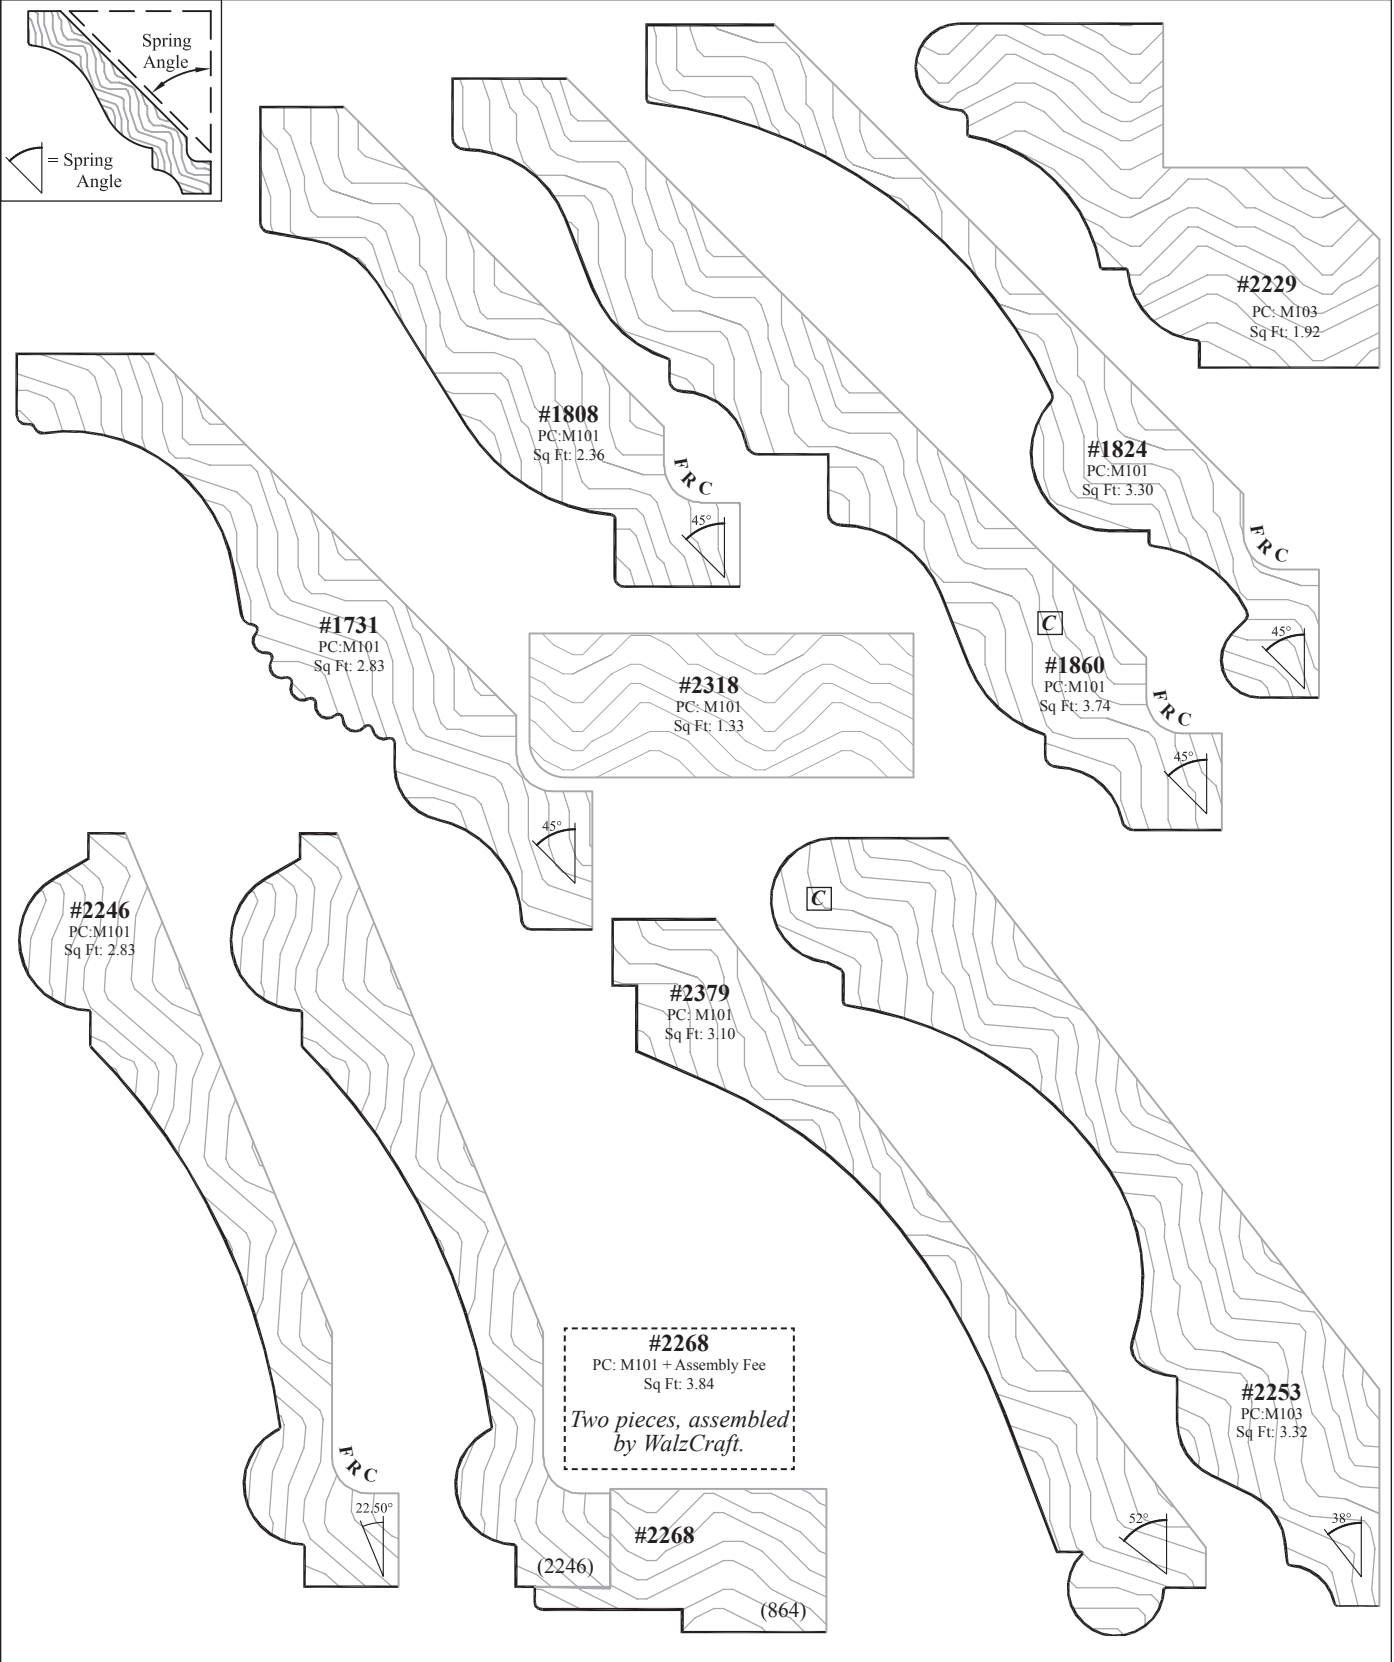 Spring
Angle
= Spring
Angle
#2229
PC: M103
Sq Ft: 1.92
#1808
PC:M101
Sq Ft: 2.36
FRC
45°
#1824
PC:M101
Sq Ft: 3.30
FRC
45°
#1731
PC:M101
Sq Ft: 2.83
45°
#2318
PC: M101
Sq Ft: 1.33
C
#1860
PC:M101
Sq Ft: 3.74
FRC
45°
#2246
PC:M101
Sq Ft: 2.83
FRC
22.50°
C
#2379
PC: M101
Sq Ft: 3.10
52°
#2268
PC: M101 + Assembly Fee
Sq Ft: 3.84
Two pieces, assembled
by WalzCraft.
#2253
PC:M103
Sq Ft: 3.32
38°
#2268
(2246)
(864)